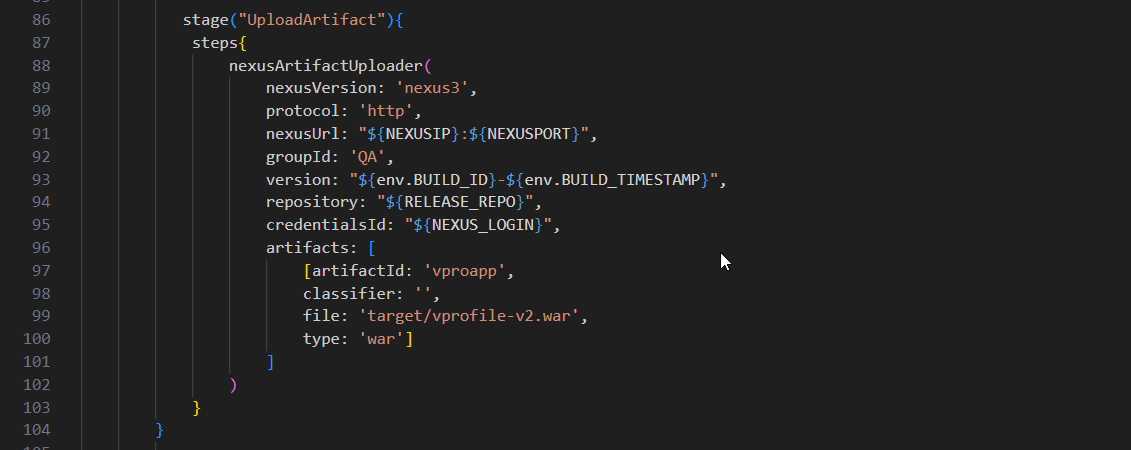 86 stage("UploadArtifact"){
87 steps{
88 nexusArtifactUploader(
89 nexusVersion: 'nexus3',
90 protocol: 'http',
91 nexusUrl: "${NEXUSIP}:${NEXUSPORT}",
92 groupId: 'QA',
93 version: "${env.BUILD_ID}-${env.BUILD_TIMESTAMP}",
94 repository: "${RELEASE_REPO}",
95 credentialsId: "${NEXUS_LOGIN}",
96 artifacts: [
97 [artifactId: 'vproapp',
98 classifier: '',
99 file: 'target/vprofile-v2.war',
100 type: 'war']
101 ]
102 )
103 }
104 }